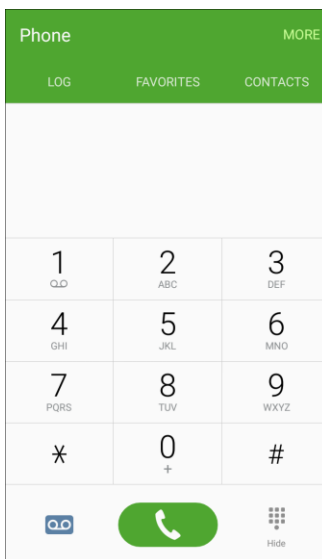 Phone MORE
LOG FAVORITES CONTACTS
1 2 3
ABC DEF
4 5 6
GHI JKL MNO
7 8 9
PQRS TUV WXYZ
* 0 #
+
Hide